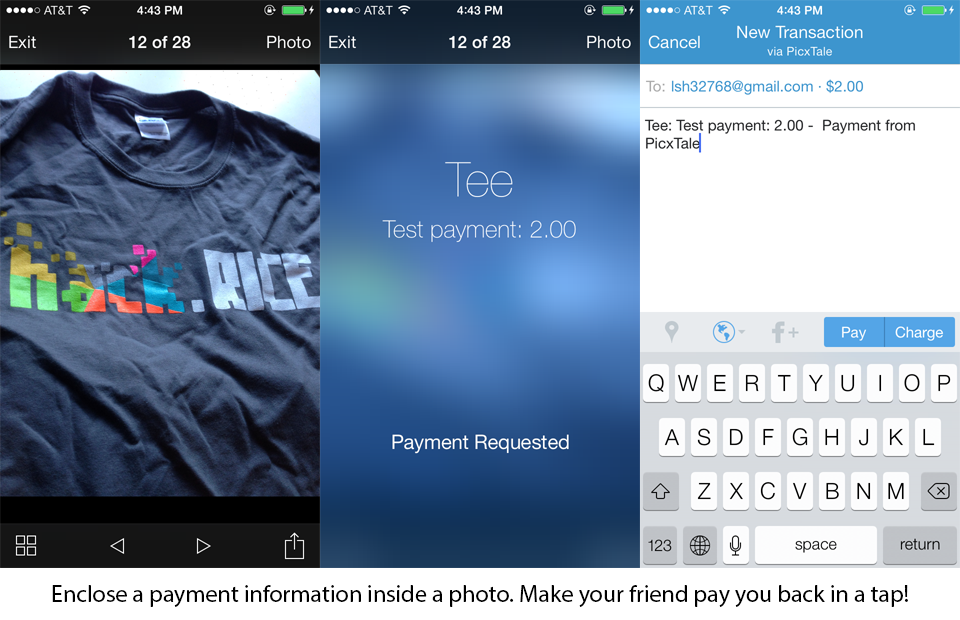 AT&T 4:43 PM
Exit 12 of 28 Photo
hack.RICE
AT&T 4:43 PM
Exit 12 of 28 Photo
Tee
Test payment: 2.00
Payment Requested
AT&T 4:43 PM
Cancel New Transaction
via PicxTale
To: lsh32768@gmail.com · $2.00
Tee: Test payment: 2.00 -  Payment from
PicxTale
f+ Pay Charge
Q W E R T Y U I O P
A S D F G H J K L
Z X C V B N M
123 space return
Enclose a payment information inside a photo. Make your friend pay you back in a tap!